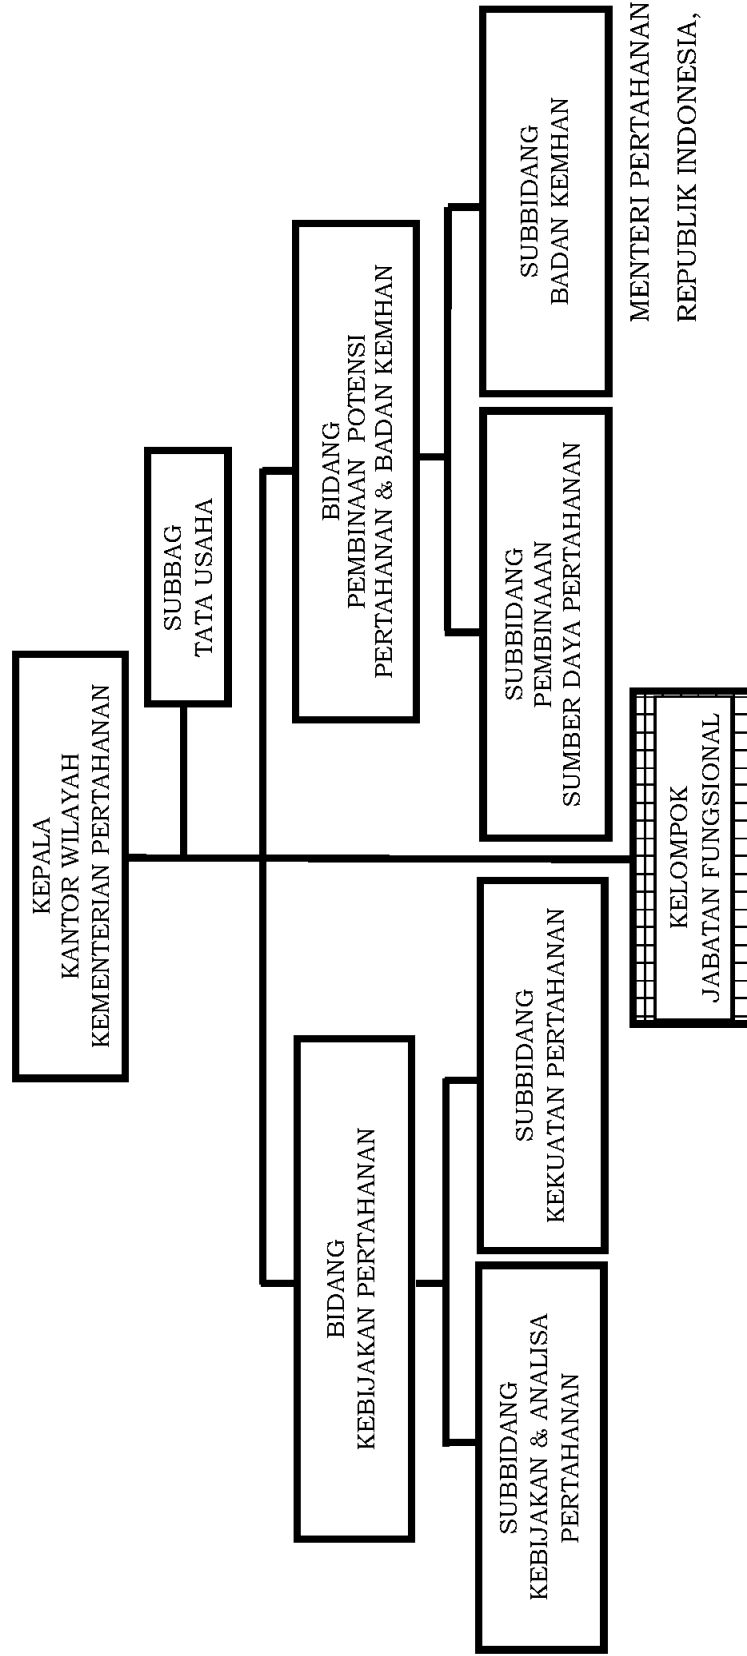 KEPALA
KANTOR WILAYAH
KEMENTERIAN PERTAHANAN
SUBBAG
TATA USAHA
BIDANG
KEBIJAKAN PERTAHANAN
BIDANG
PEMBINAAN POTENSI
PERTAHANAN & BADAN KEMHAN
SUBBIDANG
KEBIJAKAN & ANALISA
PERTAHANAN
SUBBIDANG
KEKUATAN PERTAHANAN
SUBBIDANG
PEMBINAAAN
SUMBER DAYA PERTAHANAN
SUBBIDANG
BADAN KEMHAN
KELOMPOK
JABATAN FUNGSIONAL
MENTERI PERTAHANAN
REPUBLIK INDONESIA,